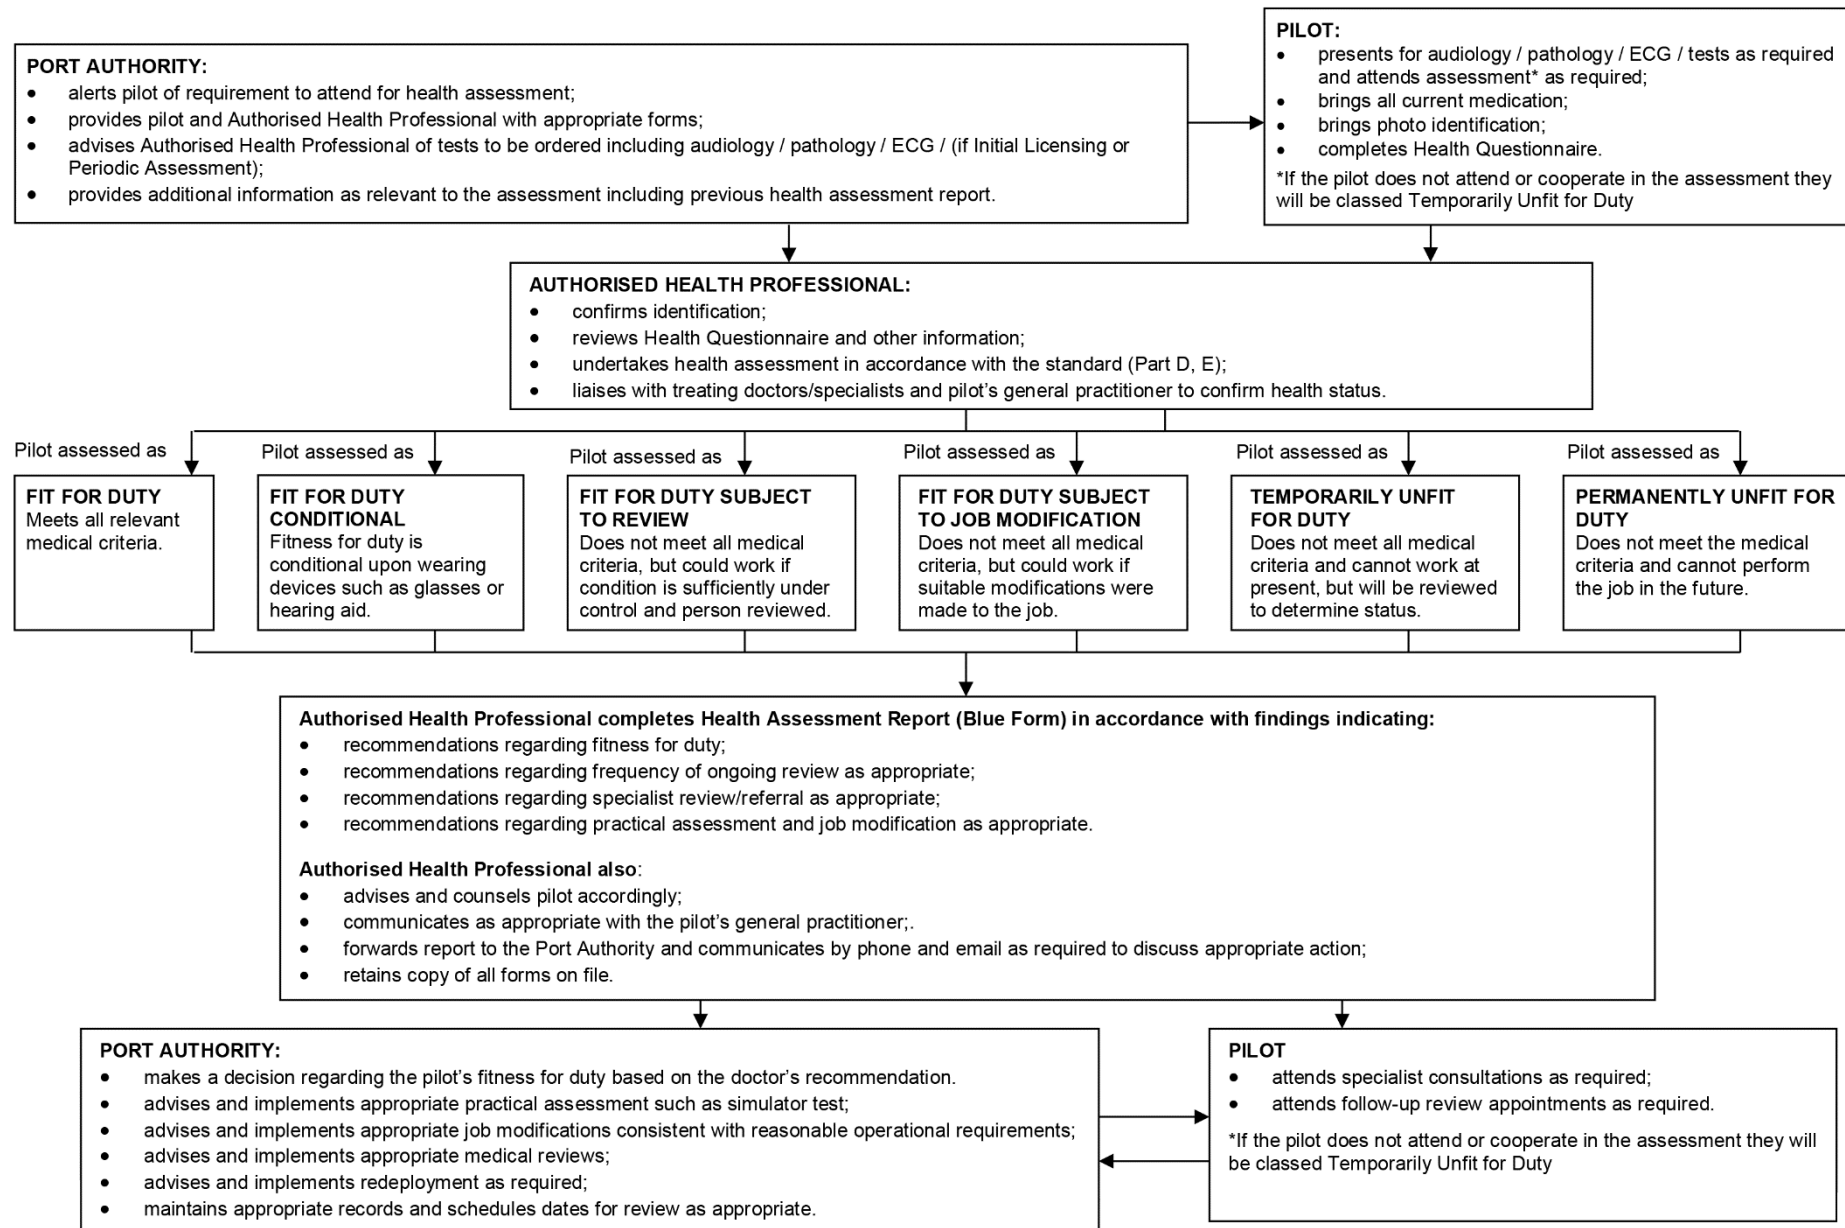 PORT AUTHORITY:
• alerts pilot of requirement to attend for health assessment;
• provides pilot and Authorised Health Professional with appropriate forms;
• advises Authorised Health Professional of tests to be ordered including audiology / pathology / ECG / (if Initial Licensing or
Periodic Assessment);
• provides additional information as relevant to the assessment including previous health assessment report.
PILOT:
• presents for audiology / pathology / ECG / tests as required
and attends assessment* as required;
• brings all current medication;
• brings photo identification;
• completes Health Questionnaire.
*If the pilot does not attend or cooperate in the assessment they
will be classed Temporarily Unfit for Duty
AUTHORISED HEALTH PROFESSIONAL:
• confirms identification;
• reviews Health Questionnaire and other information;
• undertakes health assessment in accordance with the standard (Part D, E);
• liaises with treating doctors/specialists and pilot's general practitioner to confirm health status.
Pilot assessed as
FIT FOR DUTY
Meets all relevant
medical criteria.
Pilot assessed as
FIT FOR DUTY
CONDITIONAL
Fitness for duty is
conditional upon wearing
devices such as glasses or
hearing aid.
Pilot assessed as
FIT FOR DUTY SUBJECT
TO REVIEW
Does not meet all medical
criteria, but could work if
condition is sufficiently under
control and person reviewed.
Pilot assessed as
FIT FOR DUTY SUBJECT
TO JOB MODIFICATION
Does not meet all medical
criteria, but could work if
suitable modifications were
made to the job.
Pilot assessed as
TEMPORARILY UNFIT
FOR DUTY
Does not meet all medical
criteria and cannot work at
present, but will be reviewed
to determine status.
Pilot assessed as
PERMANENTLY UNFIT FOR
DUTY
Does not meet the medical
criteria and cannot perform
the job in the future.
Authorised Health Professional completes Health Assessment Report (Blue Form) in accordance with findings indicating:
• recommendations regarding fitness for duty;
• recommendations regarding frequency of ongoing review as appropriate;
• recommendations regarding specialist review/referral as appropriate;
• recommendations regarding practical assessment and job modification as appropriate.
Authorised Health Professional also:
• advises and counsels pilot accordingly;
• communicates as appropriate with the pilot's general practitioner;.
• forwards report to the Port Authority and communicates by phone and email as required to discuss appropriate action;
• retains copy of all forms on file.
PORT AUTHORITY:
• makes a decision regarding the pilot's fitness for duty based on the doctor's recommendation.
• advises and implements appropriate practical assessment such as simulator test;
• advises and implements appropriate job modifications consistent with reasonable operational requirements;
• advises and implements appropriate medical reviews;
• advises and implements redeployment as required;
• maintains appropriate records and schedules dates for review as appropriate.
PILOT
• attends specialist consultations as required;
• attends follow-up review appointments as required.
*If the pilot does not attend or cooperate in the assessment they will
be classed Temporarily Unfit for Duty